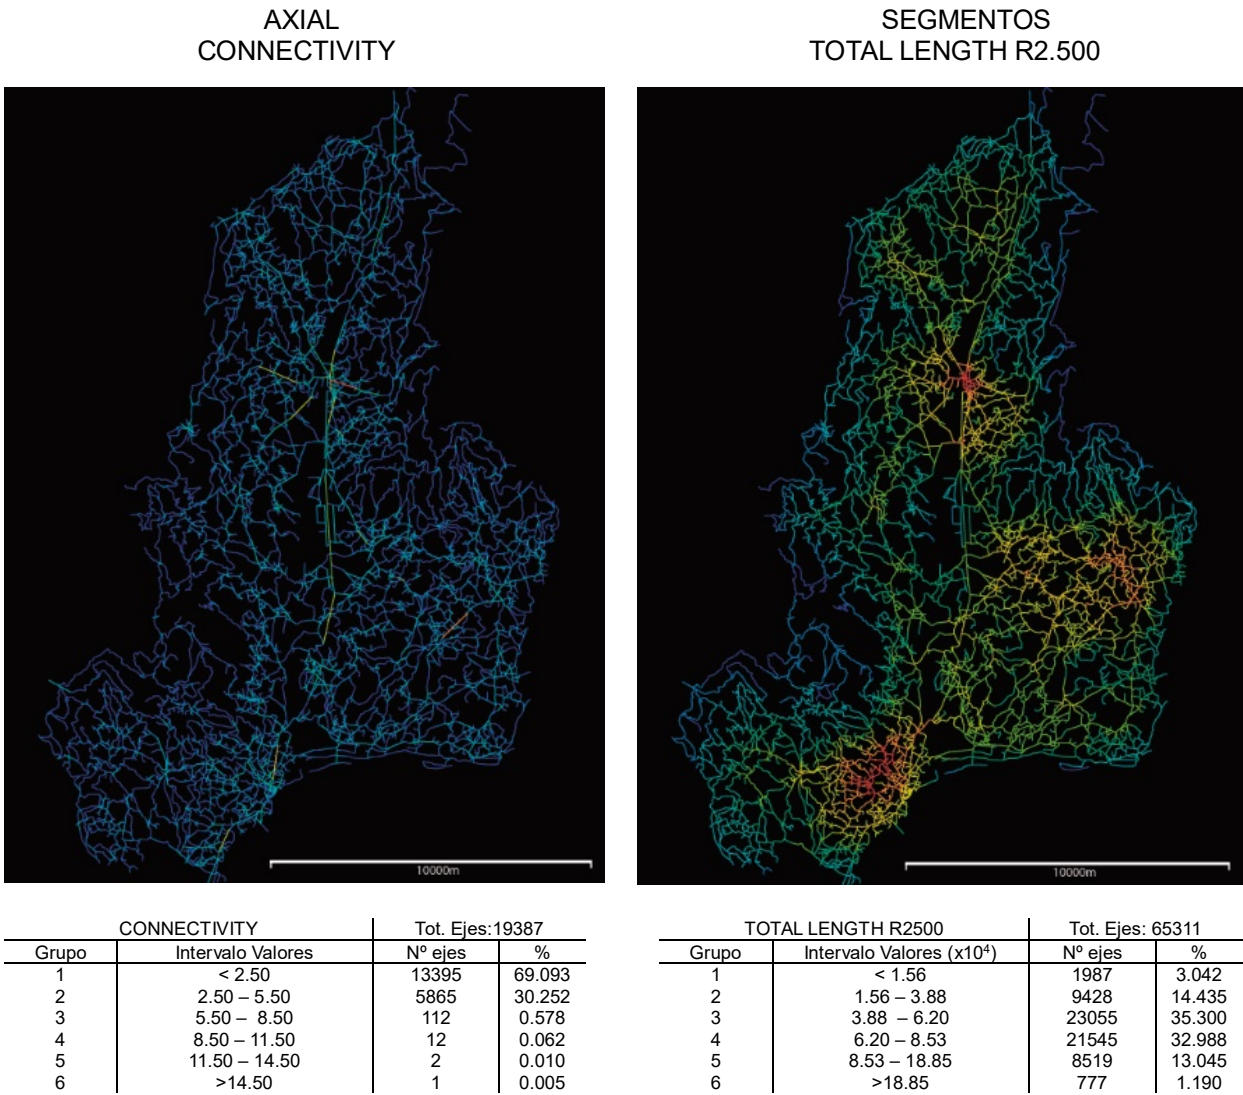 AXIAL
CONNECTIVITY
SEGMENTOS
TOTAL LENGTH R2.500
10000m
10000m
CONNECTIVITY Tot. Ejes:19387
Grupo Intervalo Valores Nº ejes %
1 < 2.50 13395 69.093
2 2.50 – 5.50 5865 30.252
3 5.50 – 8.50 112 0.578
4 8.50 – 11.50 12 0.062
5 11.50 – 14.50 2 0.010
6 >14.50 1 0.005
TOTAL LENGTH R2500 Tot. Ejes: 65311
Grupo Intervalo Valores (x10⁴) Nº ejes %
1 < 1.56 1987 3.042
2 1.56 – 3.88 9428 14.435
3 3.88 – 6.20 23055 35.300
4 6.20 – 8.53 21545 32.988
5 8.53 – 18.85 8519 13.045
6 >18.85 777 1.190